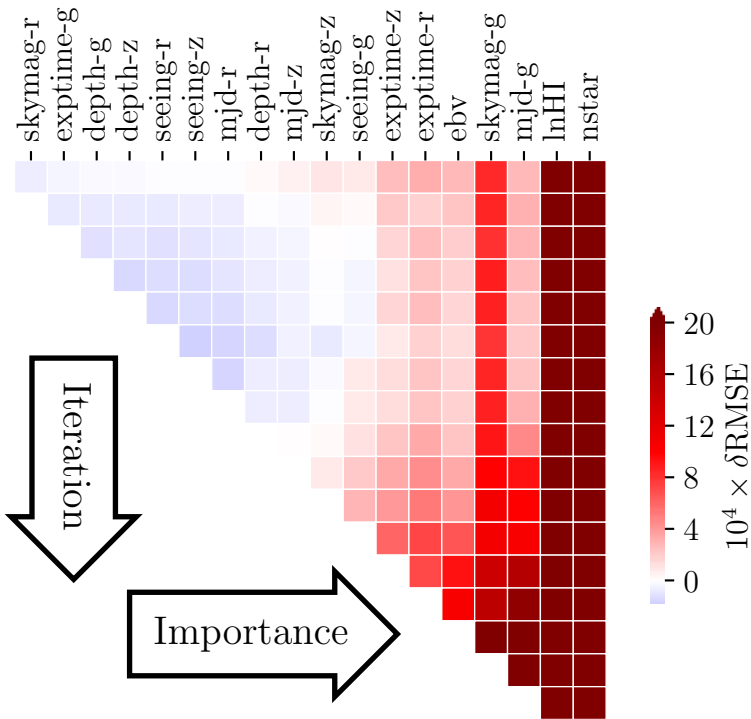 skymag-r
exptime-g
depth-g
depth-z
seeing-r
seeing-z
mjd-r
depth-r
mjd-z
skymag-z
seeing-g
exptime-z
exptime-r
ebv
skymag-g
mjd-g
lnHI
nstar
Iteration
Importance
20
16
12
8
4
0
10⁴ × δRMSE